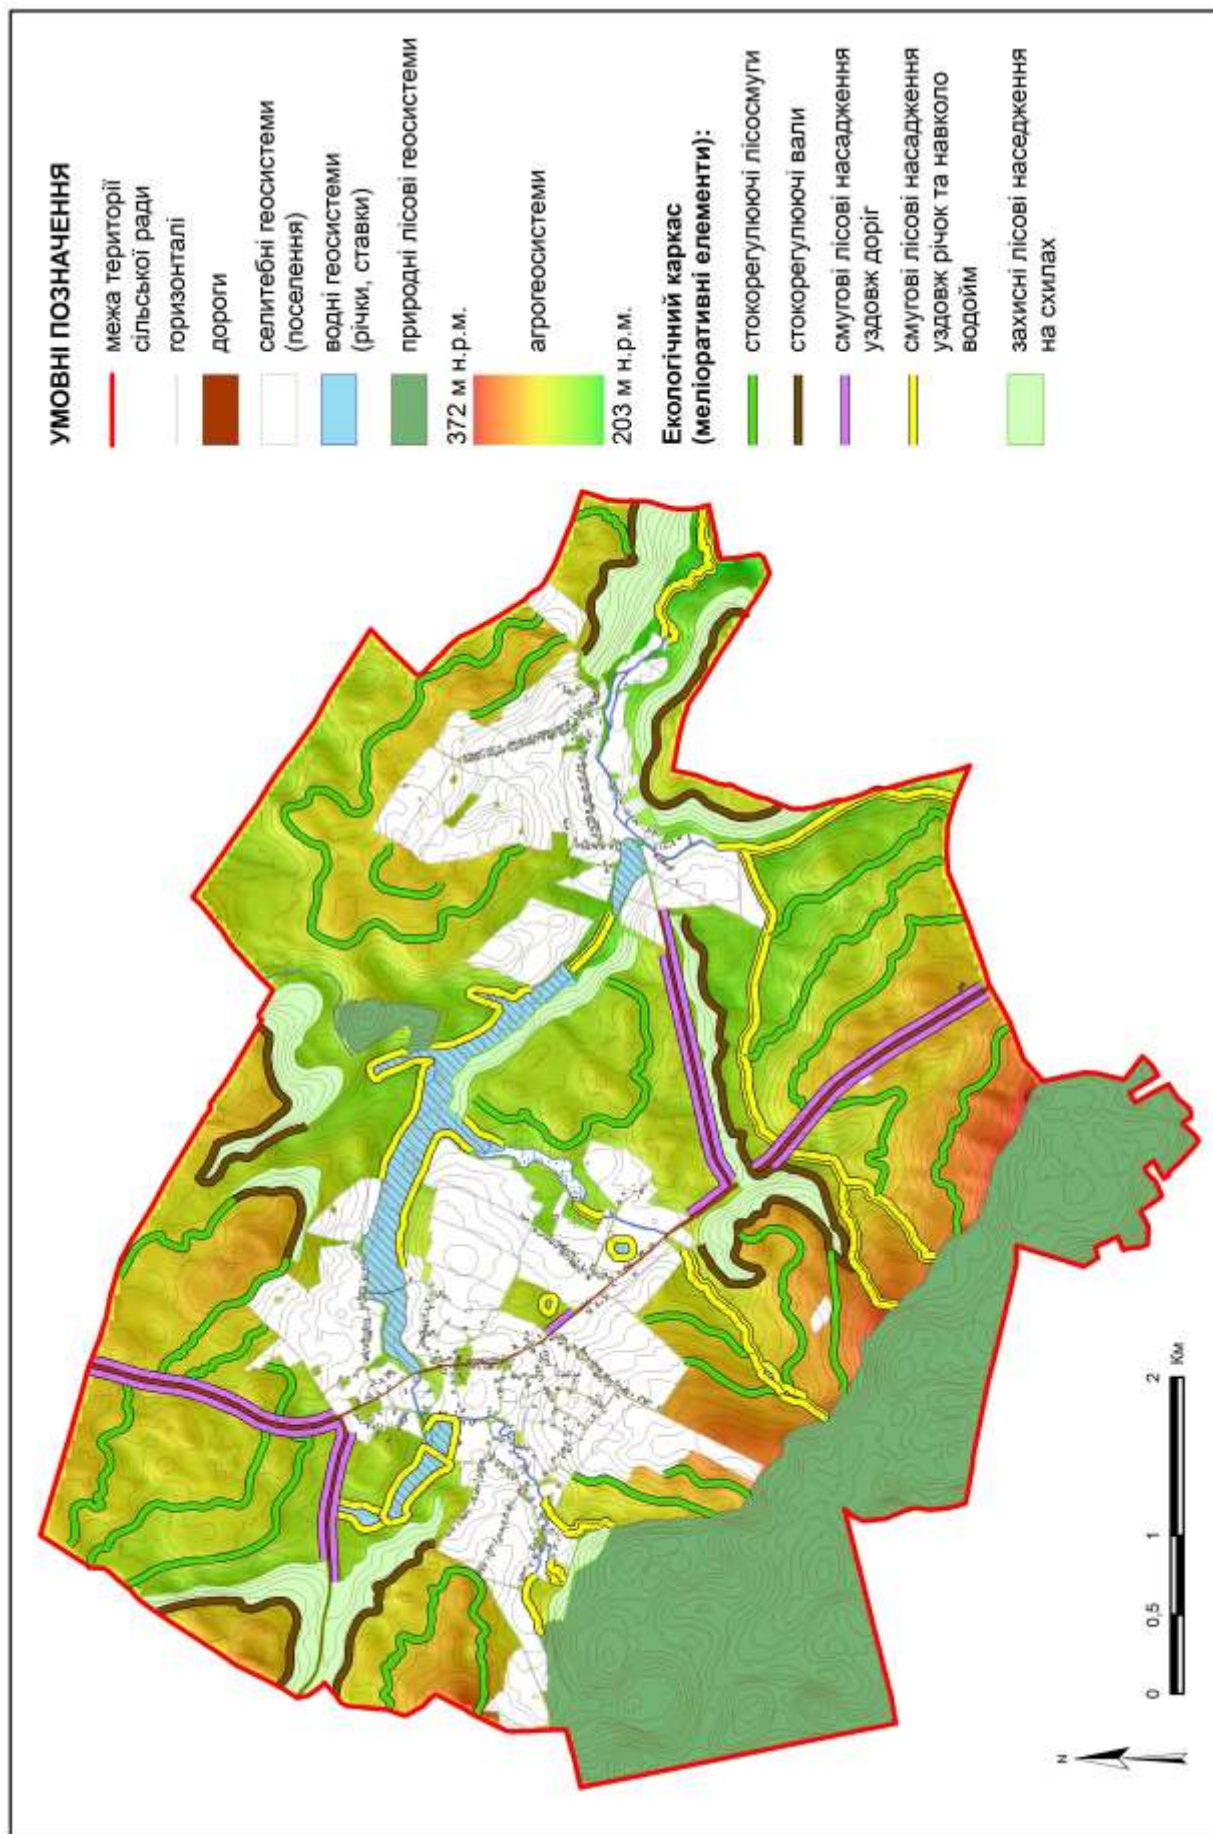 УМОВНІ ПОЗНАЧЕННЯ
межа території
сільської ради
горизонталі
дороги
селитебні геосистеми
(поселення)
водні геосистеми
(річки, ставки)
природні лісові геосистеми
372 м н.р.м.
агрогеосистеми
203 м н.р.м.
Екологічний каркас
(меліоративні елементи):
стокорегулюючі лісосмуги
стокорегулюючі вали
смугові лісові насадження
уздовж доріг
смугові лісові насадження
уздовж річок та навколо
водойм
захисні лісові наседження
на схилах
N
0 0,5 1 2
Км